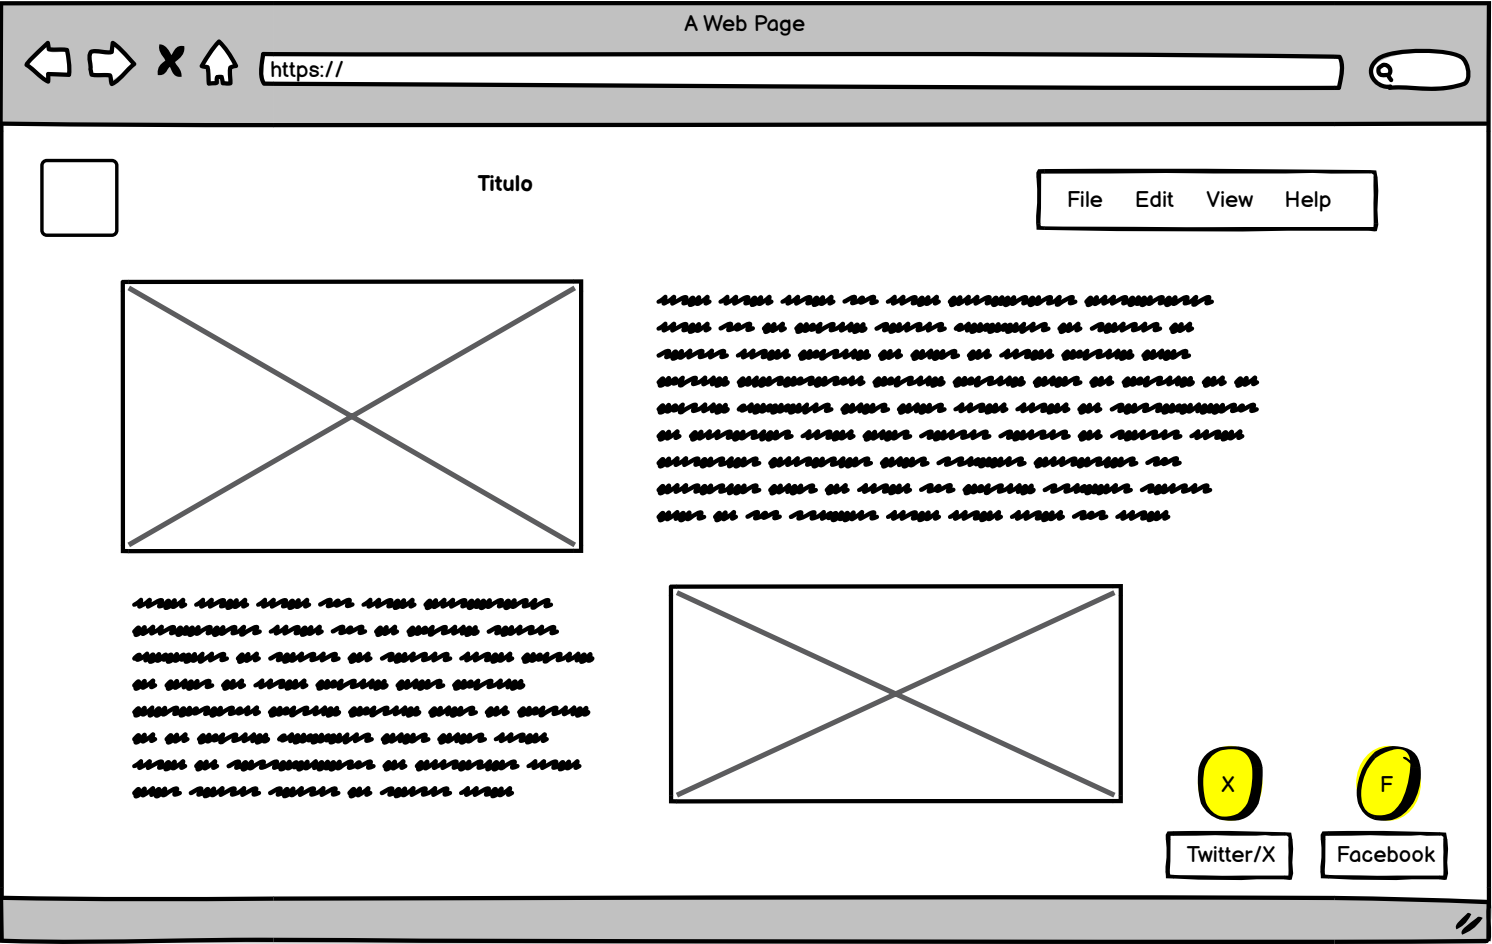 A Web Page
https://
Titulo
File Edit View Help
X
F
Twitter/X
Facebook